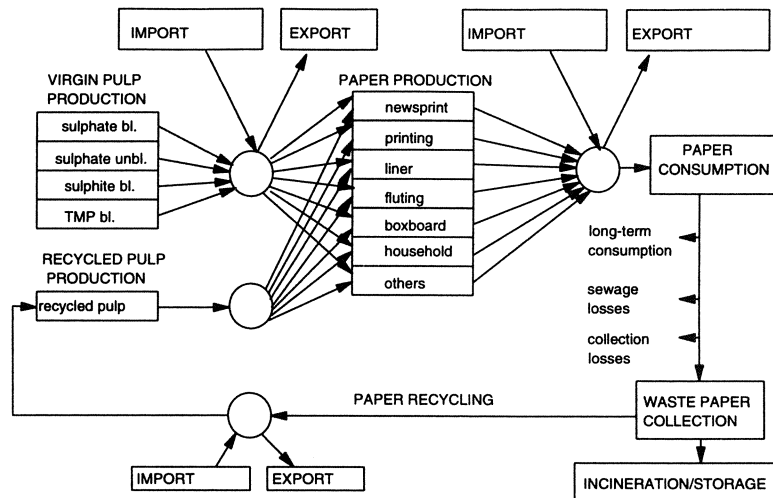 IMPORT
EXPORT
IMPORT
EXPORT
VIRGIN PULP
PRODUCTION
PAPER PRODUCTION
sulphate bl.
sulphate unbl.
sulphite bl.
TMP bl.
newsprint
printing
liner
fluting
boxboard
household
others
PAPER
CONSUMPTION
long-term
consumption
sewage
losses
collection
losses
RECYCLED PULP
PRODUCTION
recycled pulp
PAPER RECYCLING
WASTE PAPER
COLLECTION
IMPORT
EXPORT
INCINERATION/STORAGE